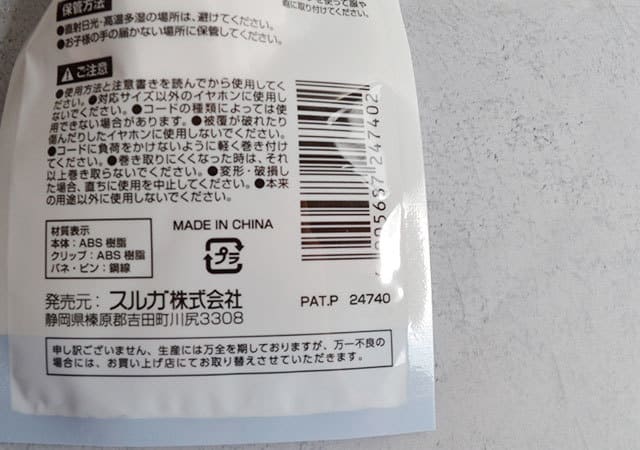 保管方法
●直射日光・高温多湿の場所は、避けてください。
●お子様の手の届かない場所に保管してください。
に取り付けてください。
ご注意
●使用方法と注意書きを読んでから使用してく
ださい。●対応サイズ以外のイヤホンに使用し
ないでください。●コードの種類によっては使
用できない場合があります。●被覆が破れたり
傷んだりしたイヤホンに使用しないでください。
●コードに負荷をかけないように軽く巻き付け
てください。●巻き取りにくくなった時は、それ
以上巻き取らないでください。●変形・破損し
た場合、直ちに使用を中止してください。●本来
の用途以外に使用しないでください。
材質表示
本体：ABS 樹脂
クリップ：ABS 樹脂
バネ・ピン：鋼線
MADE IN CHINA
プラ
247402
PAT.P 24740
発売元：スルガ株式会社
静岡県榛原郡吉田町川尻3308
申し訳ございません、生産には万全を期しておりますが、万一不良の
場合には、お買い上げ店にてお取り替えさせていただきます。